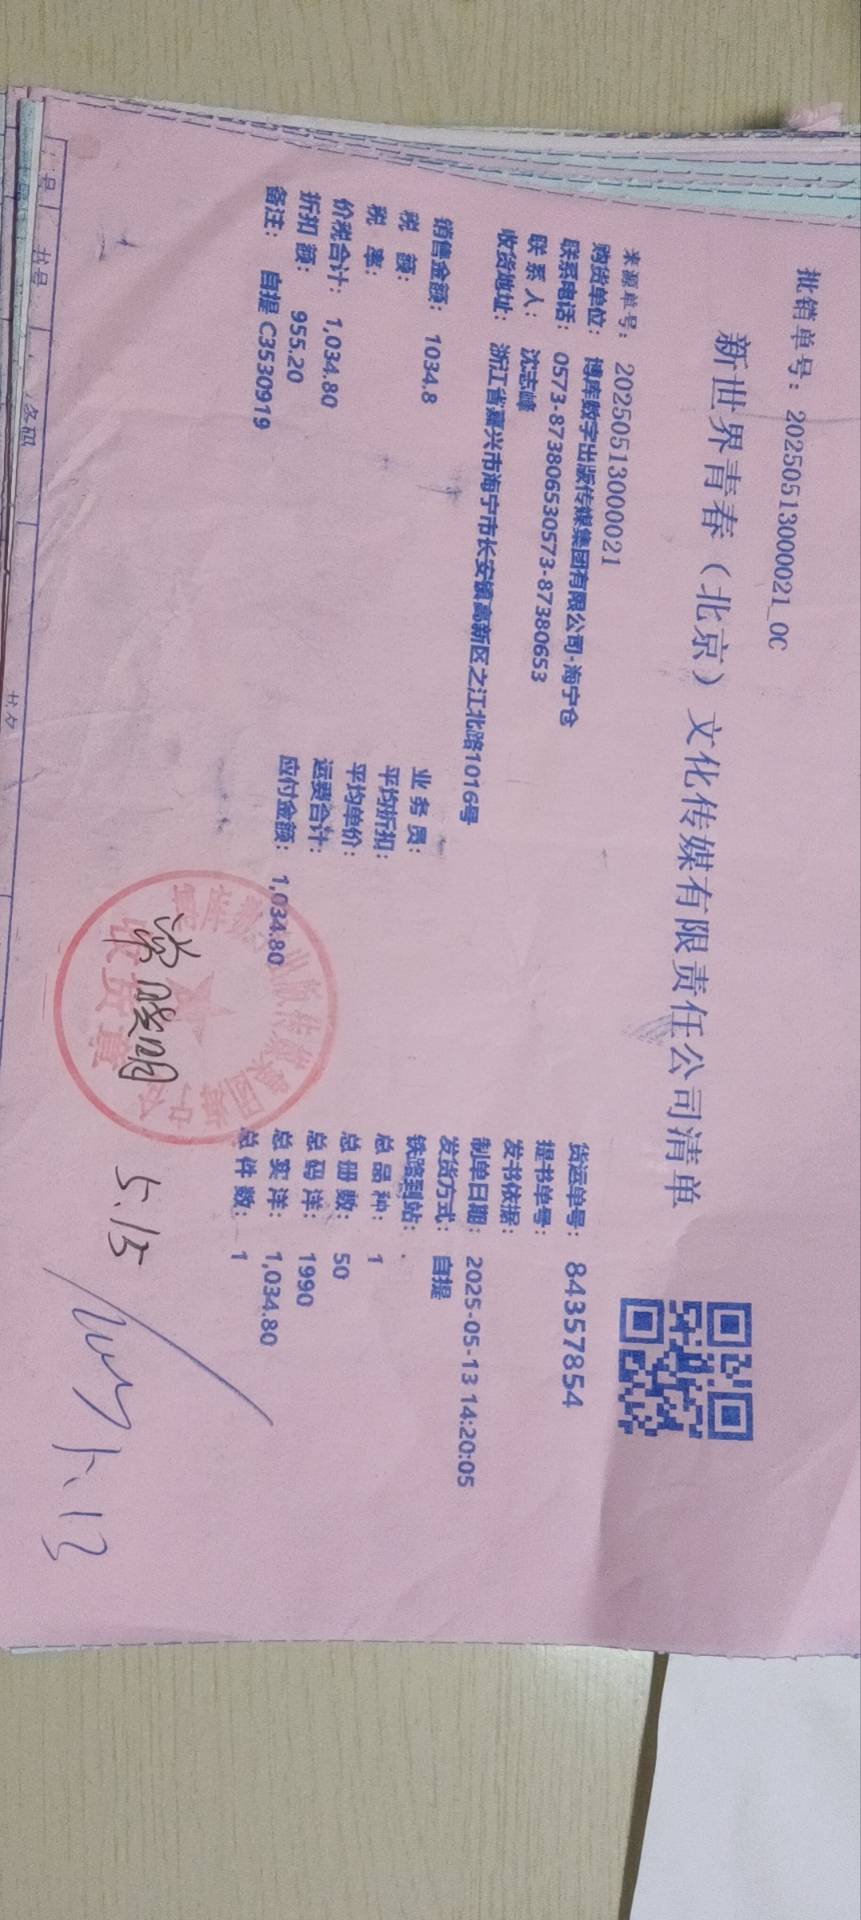 批销单号：20250513000021_0C
新世界青春（北京）文化传媒有限责任公司清单
来源单号：20250513000021
购货单位：博库数字出版传媒集团有限公司-海宁仓
货运单号：84357854
联系电话：0573-873806530573-87380653
提书单号：
联系人：沈志峰
发书依据：
收货地址：浙江省嘉兴市海宁市长安镇高新区之江北路1016号
制单日期：2025-05-13 14:20:05
发货方式：自提
销售金额：1034.8
业务员：
铁路到站：.
税额：
平均折扣：
总品种：1
税率：
平均单价：
总册数：50
价税合计：1,034.80
运费合计：
总码洋：1990
折扣额：955.20
应付金额：1,034.80
总实洋：1,034.80
备注：自提 C3530919
总件数：1
收货章
5.15